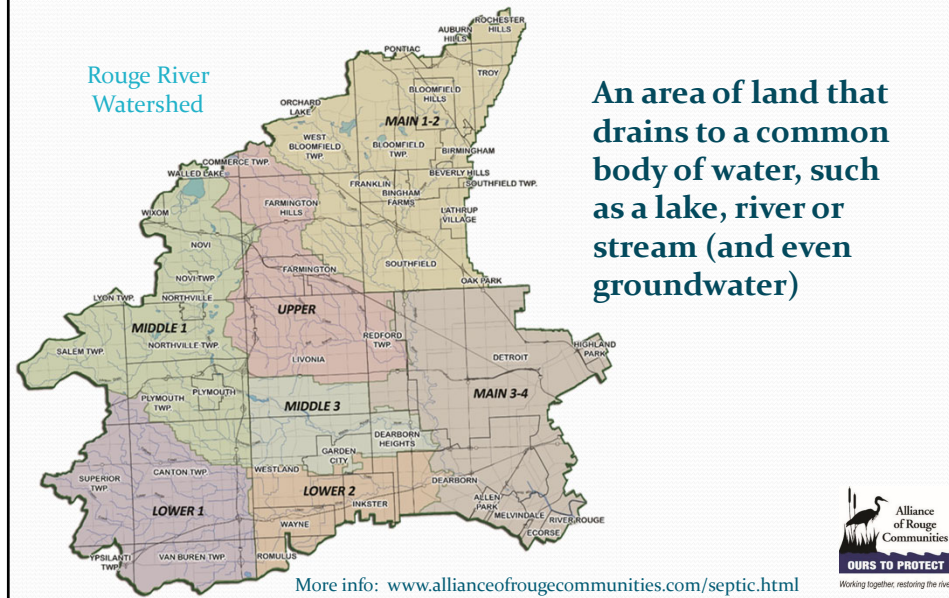 Rouge River
Watershed
An area of land that
drains to a common
body of water, such
as a lake, river or
stream (and even
groundwater)
ROCHESTER
HILLS
AUBURN
HILLS
PONTIAC
TROY
BLOOMFIELD
HILLS
ORCHARD
LAKE
MAIN 1-2
WEST
BLOOMFIELD
TWP.
BLOOMFIELD
TWP.
BIRMINGHAM
COMMERCE TWP.
WALLED LAKE
BEVERLY HILLS
SOUTHFIELD TWP.
FRANKLIN
BINGHAM
FARMS
LATHRUP
VILLAGE
WIXOM
FARMINGTON
HILLS
NOVI
SOUTHFIELD
FARMINGTON
OAK PARK
NOVI TWP.
LYON TWP.
NORTHVILLE
UPPER
MIDDLE 1
REDFORD
TWP.
HIGHLAND
PARK
SALEM TWP.
NORTHVILLE TWP.
LIVONIA
DETROIT
PLYMOUTH
PLYMOUTH
TWP
MIDDLE 3
MAIN 3-4
DEARBORN
HEIGHTS
GARDEN
CITY
SUPERIOR
TWP
CANTON TWP.
WESTLAND
LOWER 2
DEARBORN
LOWER 1
INKSTER
ALLEN
PARK
MELVINDALE
RIVER ROUGE
ECORSE
WAYNE
YPSILANTI
TWP.
VAN BUREN TWP.
ROMULUS
More info: www.allianceofrougecommunities.com/septic.html
Alliance
of Rouge
Communities
OURS TO PROTECT
Working together, restoring the river